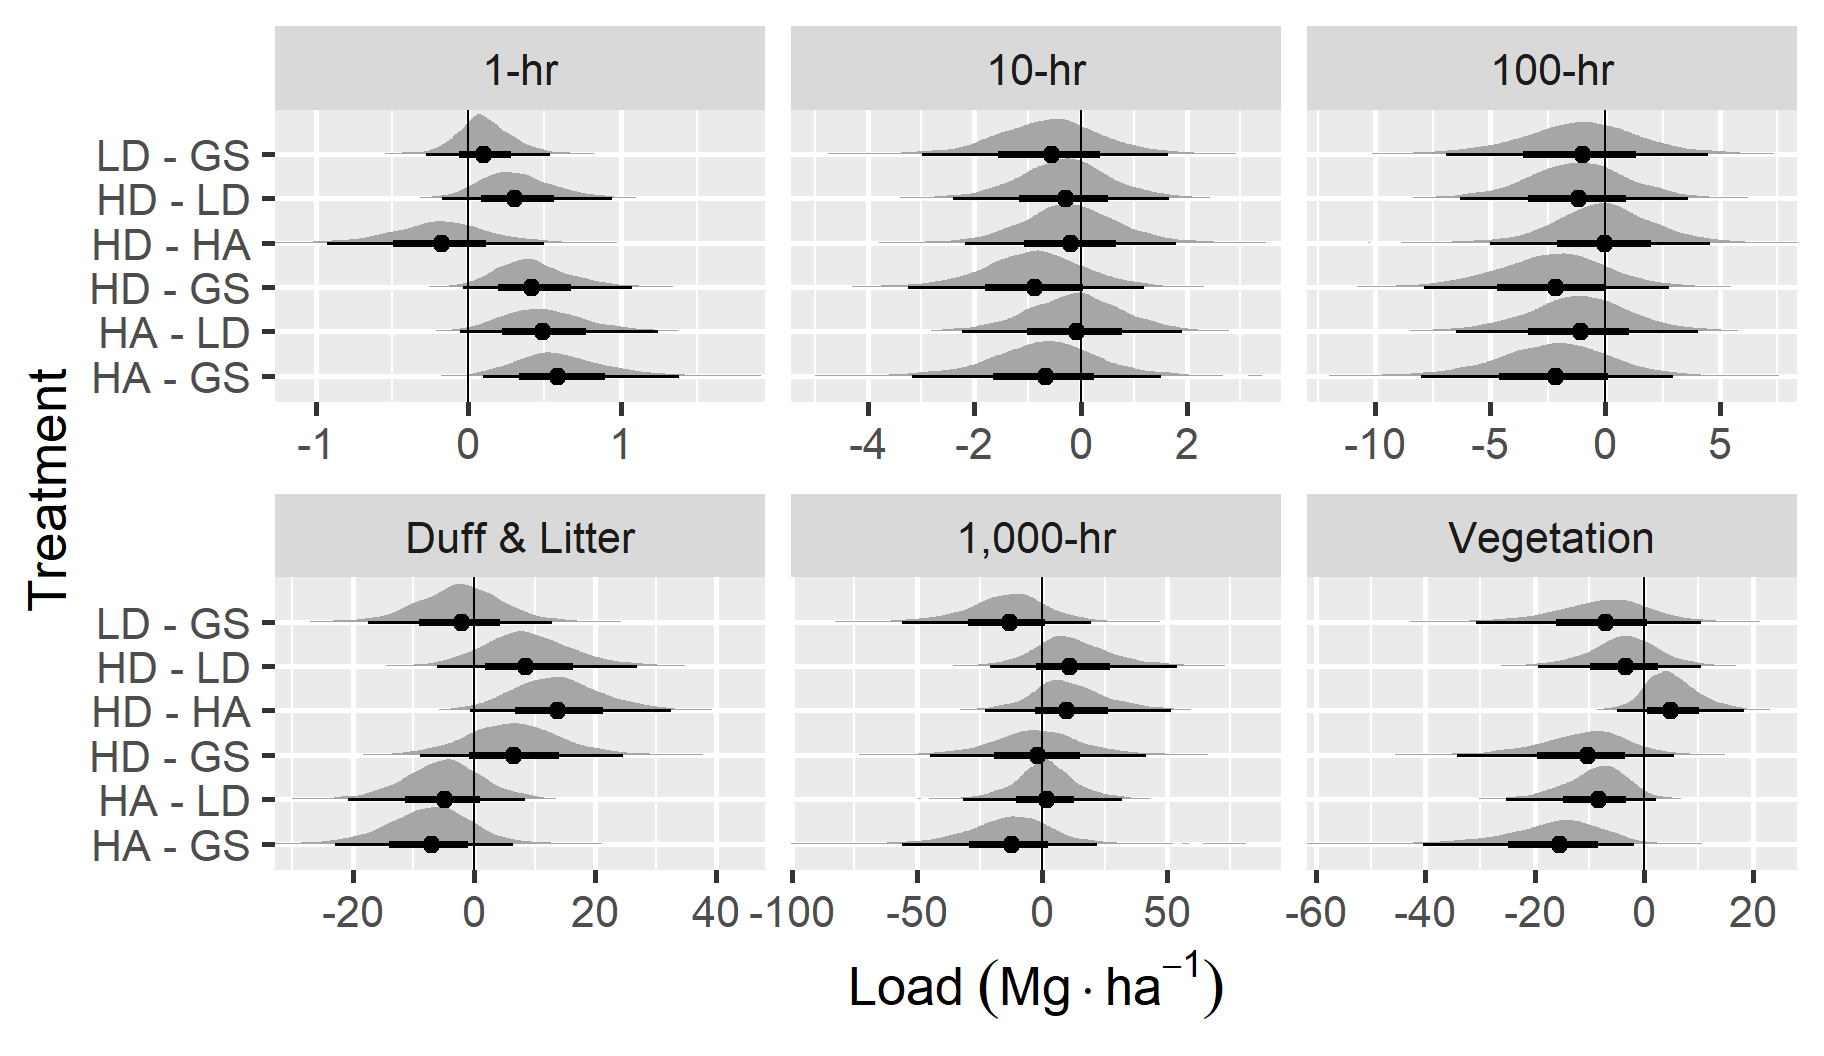 1-hr 10-hr 100-hr
LD - GS
HD - LD
HD - HA
HD - GS
HA - LD
HA - GS
-1 0 1 -4 -2 0 2 -10 -5 0 5
Treatment
Duff & Litter 1,000-hr Vegetation
LD - GS
HD - LD
HD - HA
HD - GS
HA - LD
HA - GS
-20 0 20 40 -100 -50 0 50 -60 -40 -20 0 20
Load (Mg · ha⁻¹)